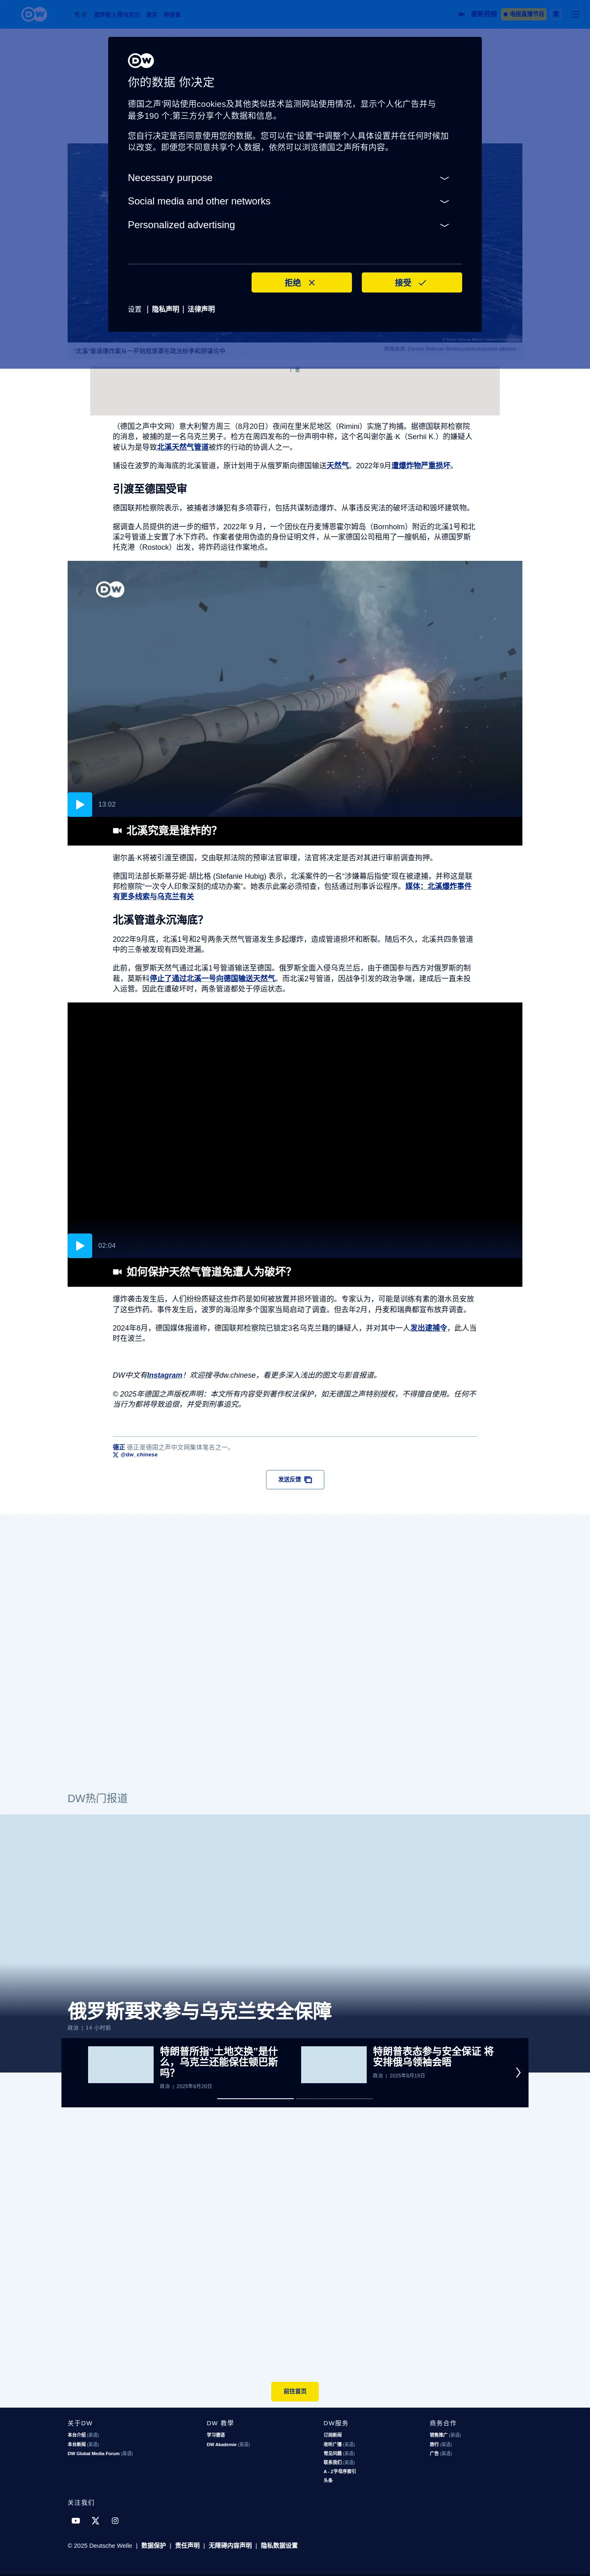 DW
俄罗斯入侵乌克兰
最新视频
电视直播节目
DW
你的数据 你决定
德国之声'网站使用cookies及其他类似技术监测网站使用情况，显示个人化广告并与
最多190 个;第三方分享个人数据和信息。
您自行决定是否同意使用您的数据。您可以在“设置”中调整个人具体设置并在任何时候加
以改变。即便您不同意共享个人数据，依然可以浏览德国之声所有内容。
Necessary purpose
Social media and other networks
Personalized advertising
拒绝
接受
设置 | 隐私声明 | 法律声明
“北溪”管道爆炸案从一开始就笼罩在政治纷争和阴谋论中
广告
（德国之声中文网）意大利警方周三（8月20日）夜间在里米尼地区（Rimini）实施了拘捕。据德国联邦检察院
的消息，被捕的是一名乌克兰男子。检方在周四发布的一份声明中称，这个名叫谢尔盖·K（Serhii K.）的嫌疑人
被认为是导致北溪天然气管道被炸的行动的协调人之一。
铺设在波罗的海海底的北溪管道，原计划用于从俄罗斯向德国输送天然气。2022年9月遭爆炸物严重损坏。
引渡至德国受审
德国联邦检察院表示，被捕者涉嫌犯有多项罪行，包括共谋制造爆炸、从事违反宪法的破坏活动和毁坏建筑物。
据调查人员提供的进一步的细节，2022年 9 月，一个团伙在丹麦博恩霍尔姆岛（Bornholm）附近的北溪1号和北
溪2号管道上安置了水下炸药。作案者使用伪造的身份证明文件，从一家德国公司租用了一艘帆船，从德国罗斯
托克港（Rostock）出发，将炸药运往作案地点。
DW
13:02
北溪究竟是谁炸的？
谢尔盖·K将被引渡至德国，交由联邦法院的预审法官审理，法官将决定是否对其进行审前调查拘押。
德国司法部长斯蒂芬妮·胡比格 (Stefanie Hubig) 表示，北溪案件的一名“涉嫌幕后指使”现在被逮捕，并称这是联
邦检察院“一次令人印象深刻的成功办案”。她表示此案必须彻查，包括通过刑事诉讼程序。媒体：北溪爆炸事件
有更多线索与乌克兰有关
北溪管道永沉海底？
2022年9月底，北溪1号和2号两条天然气管道发生多起爆炸，造成管道损坏和断裂。随后不久，北溪共四条管道
中的三条被发现有四处泄漏。
此前，俄罗斯天然气通过北溪1号管道输送至德国。俄罗斯全面入侵乌克兰后，由于德国参与西方对俄罗斯的制
裁，莫斯科停止了通过北溪一号向德国输送天然气。而北溪2号管道，因战争引发的政治争端，建成后一直未投
入运营。因此在遭破坏时，两条管道都处于停运状态。
02:04
如何保护天然气管道免遭人为破坏？
爆炸袭击发生后，人们纷纷质疑这些炸药是如何被放置并损坏管道的。专家认为，可能是训练有素的潜水员安放
了这些炸药。事件发生后，波罗的海沿岸多个国家当局启动了调查。但去年2月，丹麦和瑞典都宣布放弃调查。
2024年8月，德国媒体报道称，德国联邦检察院已锁定3名乌克兰籍的嫌疑人，并对其中一人发出逮捕令，此人当
时在波兰。
DW中文有Instagram！欢迎搜寻dw.chinese，看更多深入浅出的图文与影音报道。
© 2025年德国之声版权声明：本文所有内容受到著作权法保护，如无德国之声特别授权，不得擅自使用。任何不
当行为都将导致追偿，并受到刑事追究。
德正 德正是德国之声中文网集体笔名之一。
@dw_chinese
发送反馈
DW热门报道
俄罗斯要求参与乌克兰安全保障
政治 | 14 小时前
特朗普所指“土地交换”是什
么，乌克兰还能保住顿巴斯
吗？
政治 | 2025年8月20日
特朗普表态参与安全保证 将
安排俄乌领袖会晤
政治 | 2025年8月19日
前往首页
关于DW
本台介绍 (英语)
本台新闻 (英语)
DW Global Media Forum (英语)
DW 教學
学习德语
DW Akademie (英语)
DW服务
订阅新闻
收听广播 (英语)
常见问题 (英语)
联系我们 (英语)
A - Z字母序索引
头条
商务合作
销售推广 (英语)
旅行 (英语)
广告 (英语)
关注我们
© 2025 Deutsche Welle | 数据保护 | 责任声明 | 无障碍内容声明 | 隐私数据设置